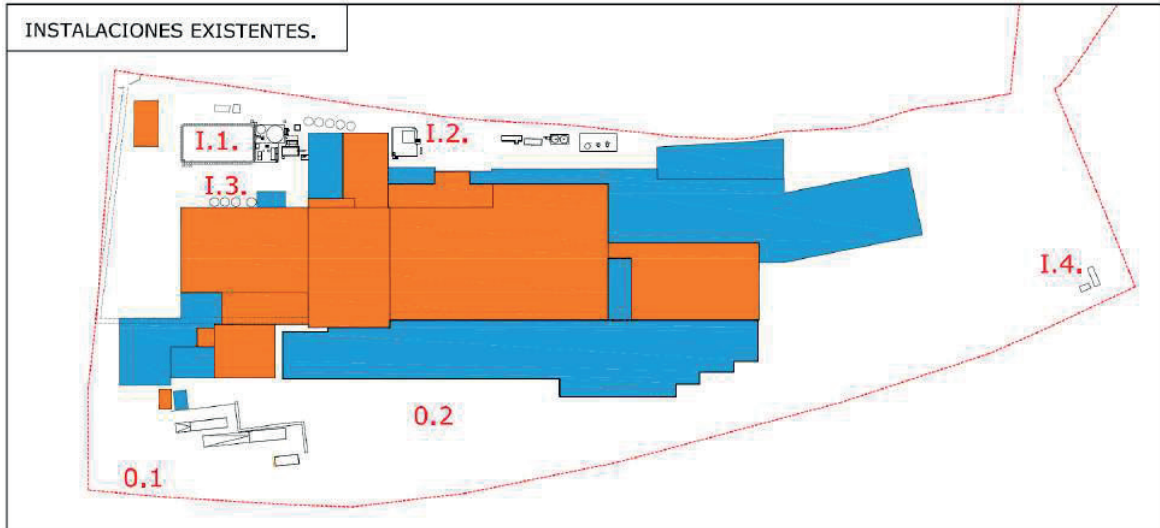 INSTALACIONES EXISTENTES.
I.1.
I.2.
I.3.
I.4.
0.2
0.1